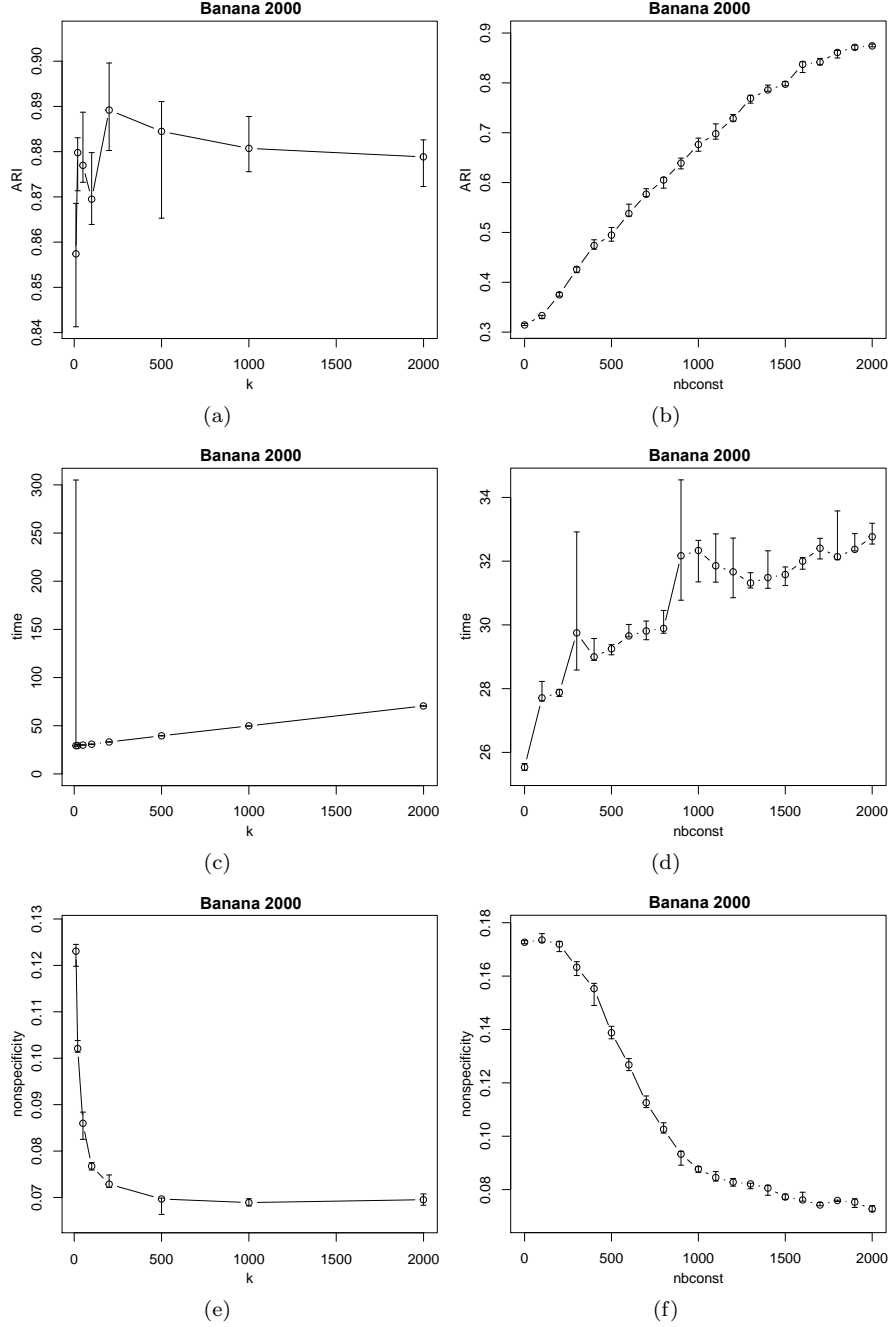 Banana 2000
ARI
0.84 0.85 0.86 0.87 0.88 0.89 0.90
0 500 1000 1500 2000
k
(a)
Banana 2000
ARI
0.3 0.4 0.5 0.6 0.7 0.8 0.9
0 500 1000 1500 2000
nbconst
(b)
Banana 2000
time
0 50 100 150 200 250 300
0 500 1000 1500 2000
k
(c)
Banana 2000
time
26 28 30 32 34
0 500 1000 1500 2000
nbconst
(d)
Banana 2000
nonspecificity
0.07 0.08 0.09 0.10 0.11 0.12 0.13
0 500 1000 1500 2000
k
(e)
Banana 2000
nonspecificity
0.08 0.10 0.12 0.14 0.16 0.18
0 500 1000 1500 2000
nbconst
(f)